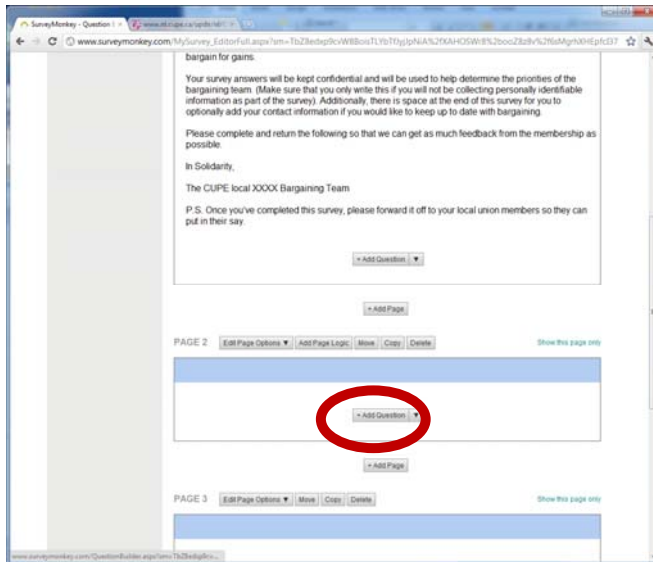 SurveyMonkey - Question
www.surveymonkey.com/MySurvey_EditorFull.aspx?sm=
bargain for gains.
Your survey answers will be kept confidential and will be used to help determine the priorities of the
bargaining team. (Make sure that you only write this if you will not be collecting personally identifiable
information as part of the survey). Additionally, there is space at the end of this survey for you to
optionally add your contact information if you would like to keep up to date with bargaining.
Please complete and return the following so that we can get as much feedback from the membership as
possible.
In Solidarity,
The CUPE local XXXX Bargaining Team
P.S. Once you've completed this survey, please forward it off to your local union members so they can
put in their say.
+ Add Question ▼
+ Add Page
PAGE 2 Edit Page Options ▼ Add Page Logic Move Copy Delete Show this page only
+ Add Question ▼
+ Add Page
PAGE 3 Edit Page Options ▼ Move Copy Delete Show this page only
www.surveymonkey.com/QuestionBuilder.aspx?sm=